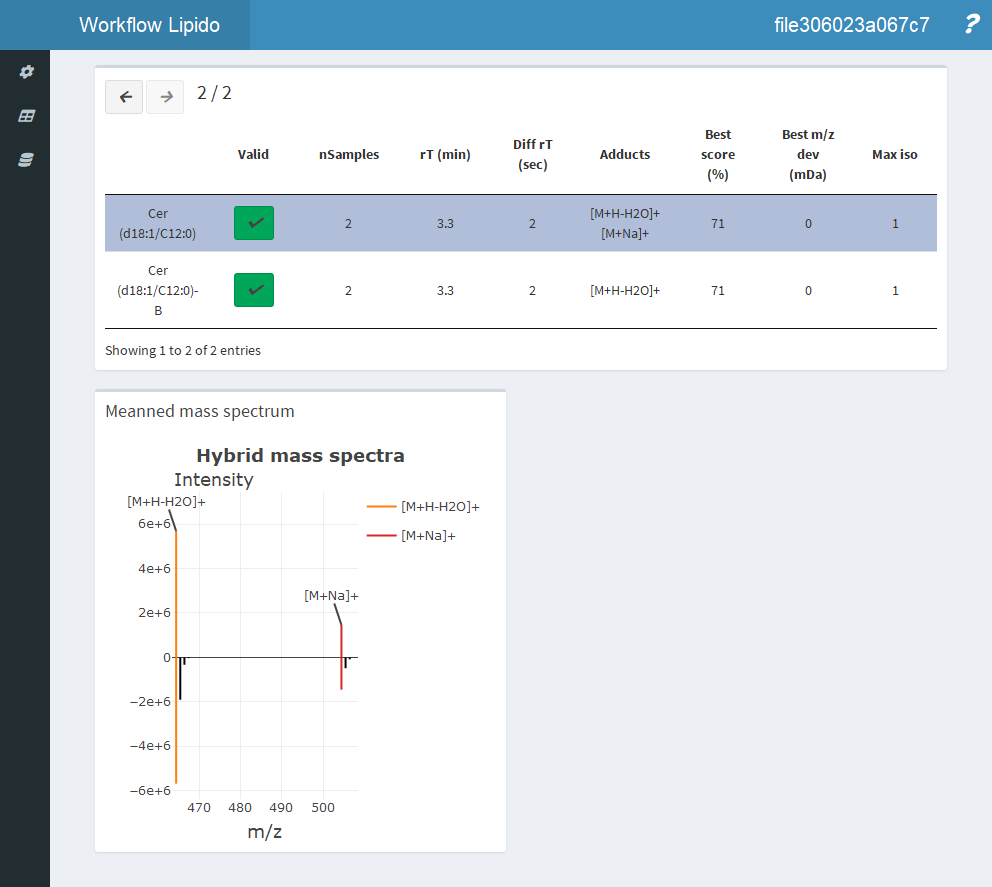 Workflow Lipido
file306023a067c7
?
2 / 2
Valid nSamples rT (min) Diff rT (sec) Adducts Best score (%) Best m/z dev (mDa) Max iso
Cer (d18:1/C12:0) 2 3.3 2 [M+H-H2O]+ [M+Na]+ 71 0 1
Cer (d18:1/C12:0)-B 2 3.3 2 [M+H-H2O]+ 71 0 1
Showing 1 to 2 of 2 entries
Meanned mass spectrum
Hybrid mass spectra
Intensity
[M+H-H2O]+
[M+H-H2O]+
[M+Na]+
6e+6
4e+6
[M+Na]+
2e+6
0
−2e+6
−4e+6
−6e+6
470 480 490 500
m/z